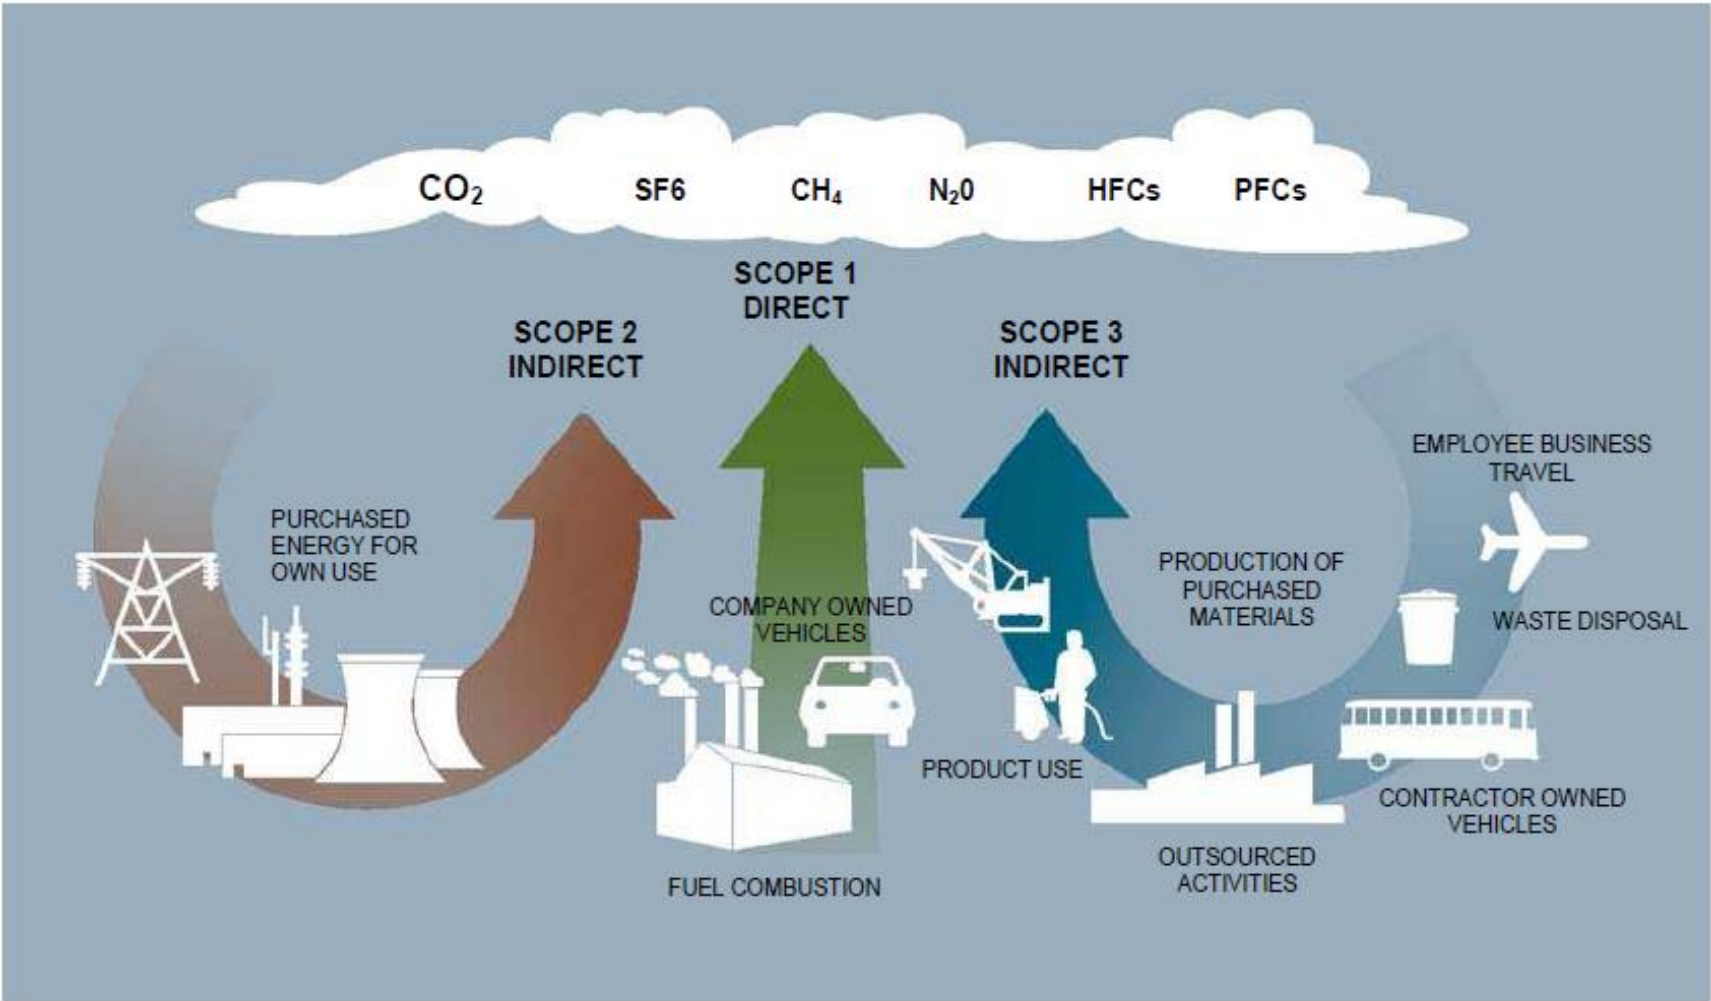 CO₂ SF6 CH₄ N₂0 HFCs PFCs
SCOPE 1
DIRECT
SCOPE 2
INDIRECT
SCOPE 3
INDIRECT
PURCHASED
ENERGY FOR
OWN USE
COMPANY OWNED
VEHICLES
FUEL COMBUSTION
PRODUCT USE
PRODUCTION OF
PURCHASED
MATERIALS
EMPLOYEE BUSINESS
TRAVEL
WASTE DISPOSAL
CONTRACTOR OWNED
VEHICLES
OUTSOURCED
ACTIVITIES